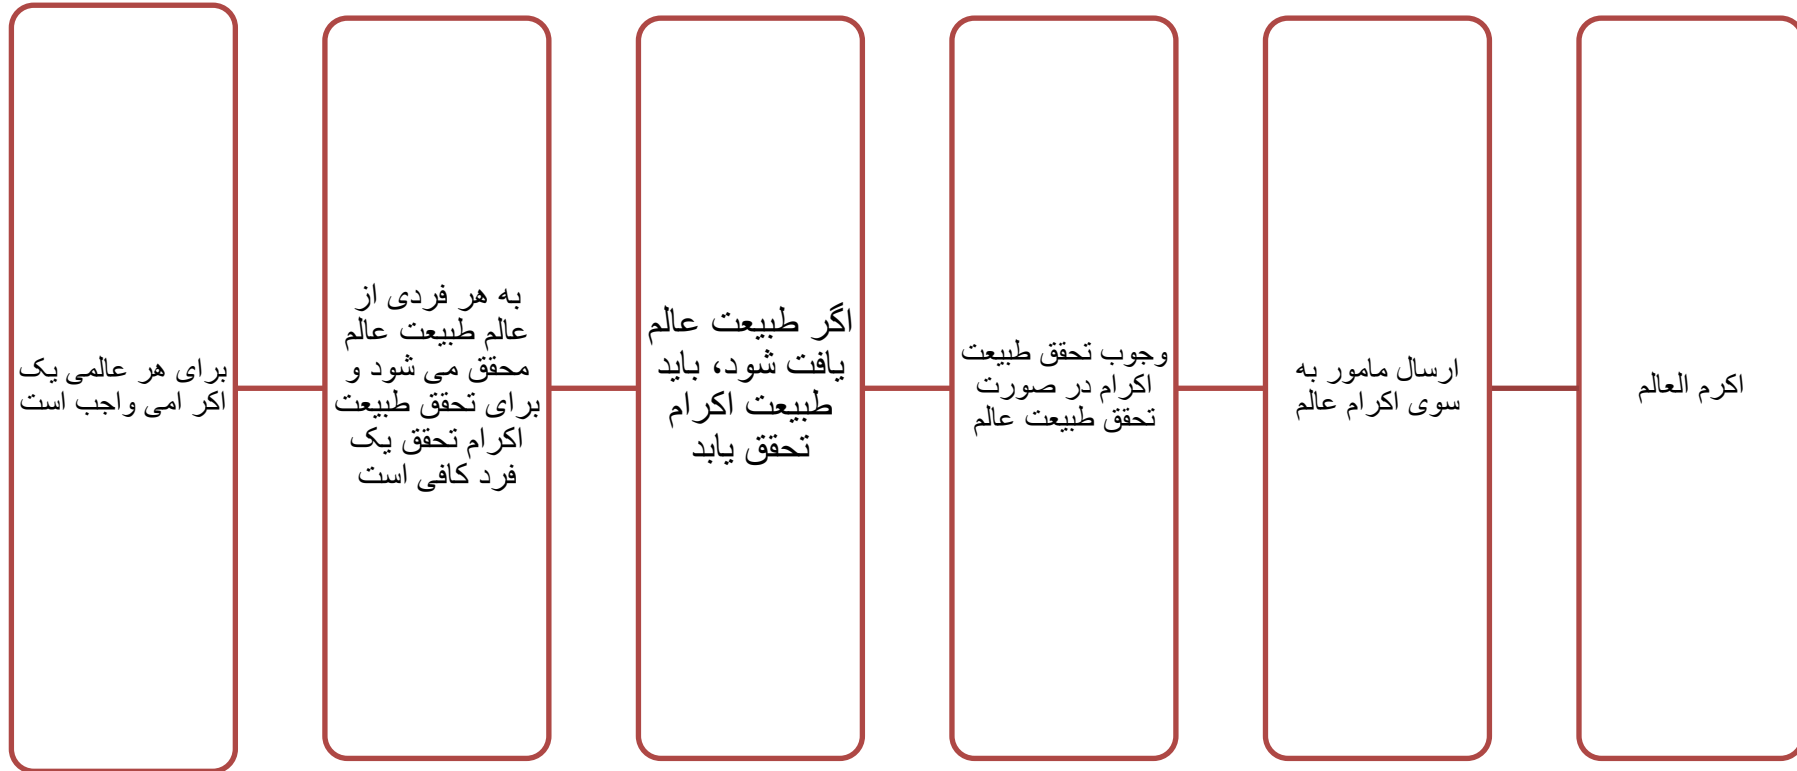 اکرم العالم
ارسال مامور به
سوی اکرام عالم
وجوب تحقق طبیعت
اکرام در صورت
تحقق طبیعت عالم
اگر طبیعت عالم
یافت شود، باید
طبیعت اکرام
تحقق یابد
به هر فردی از
عالم طبیعت عالم
محقق می شود و
برای تحقق طبیعت
اکرام تحقق یک
فرد کافی است
برای هر عالمی یک
اکر امی واجب است